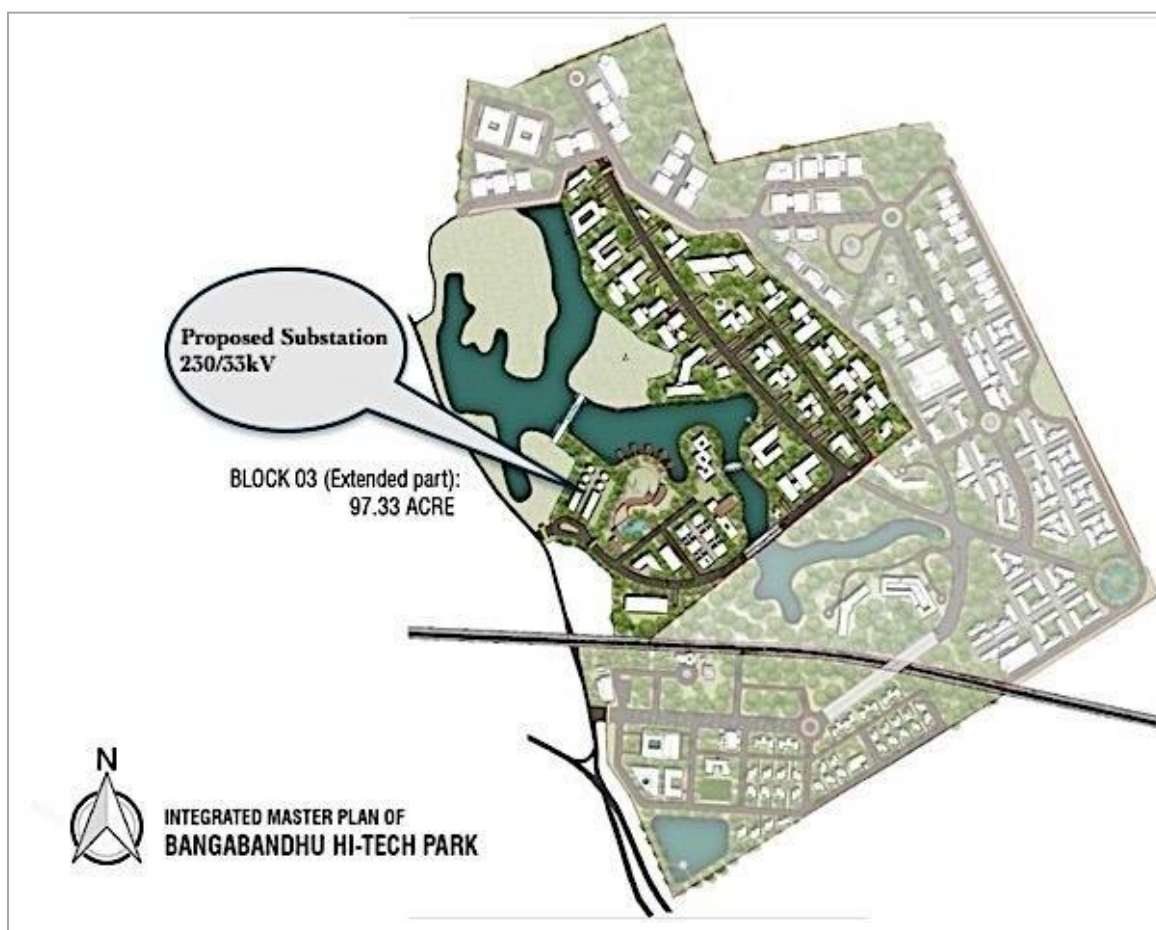 Proposed Substation
230/33kV
BLOCK 03 (Extended part):
97.33 ACRE
N
INTEGRATED MASTER PLAN OF
BANGABANDHU HI-TECH PARK